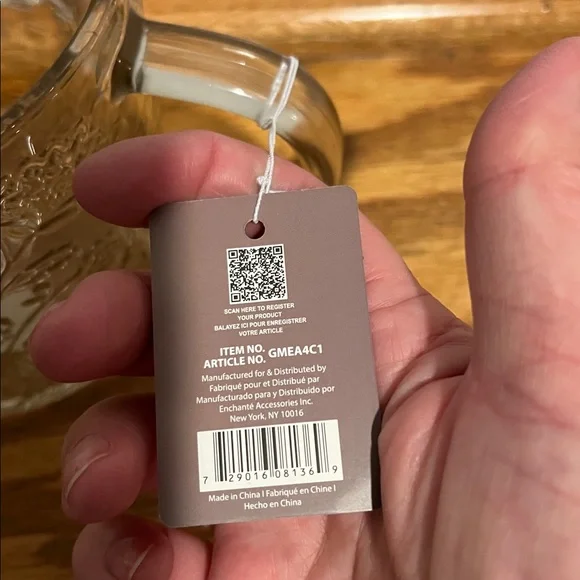 SCAN HERE TO REGISTER
YOUR PRODUCT
BALAYEZ ICI POUR ENREGISTRER
VOTRE ARTICLE
ITEM NO.
ARTICLE NO. GMEA4C1
Manufactured for & Distributed by
Fabriqué pour et Distribué par
Manufacturado para y Distribuido por
Enchanté Accessories Inc.
New York, NY 10016
7 29016 08136 9
Made in China I Fabriqué en Chine I
Hecho en China